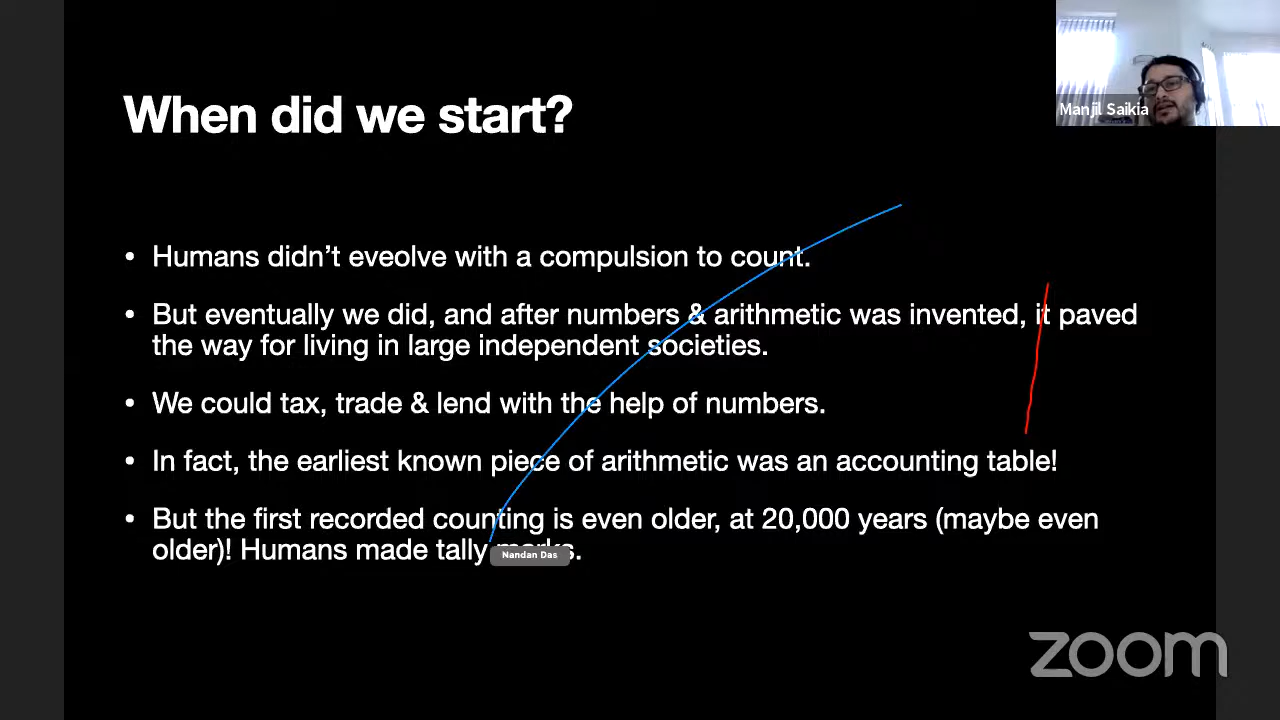 Manjil Saikia
When did we start?
• Humans didn't eveolve with a compulsion to count.
• But eventually we did, and after numbers & arithmetic was invented, it paved
the way for living in large independent societies.
• We could tax, trade & lend with the help of numbers.
• In fact, the earliest known piece of arithmetic was an accounting table!
• But the first recorded counting is even older, at 20,000 years (maybe even
older)! Humans made tally marks.
Nandan Das
zoom